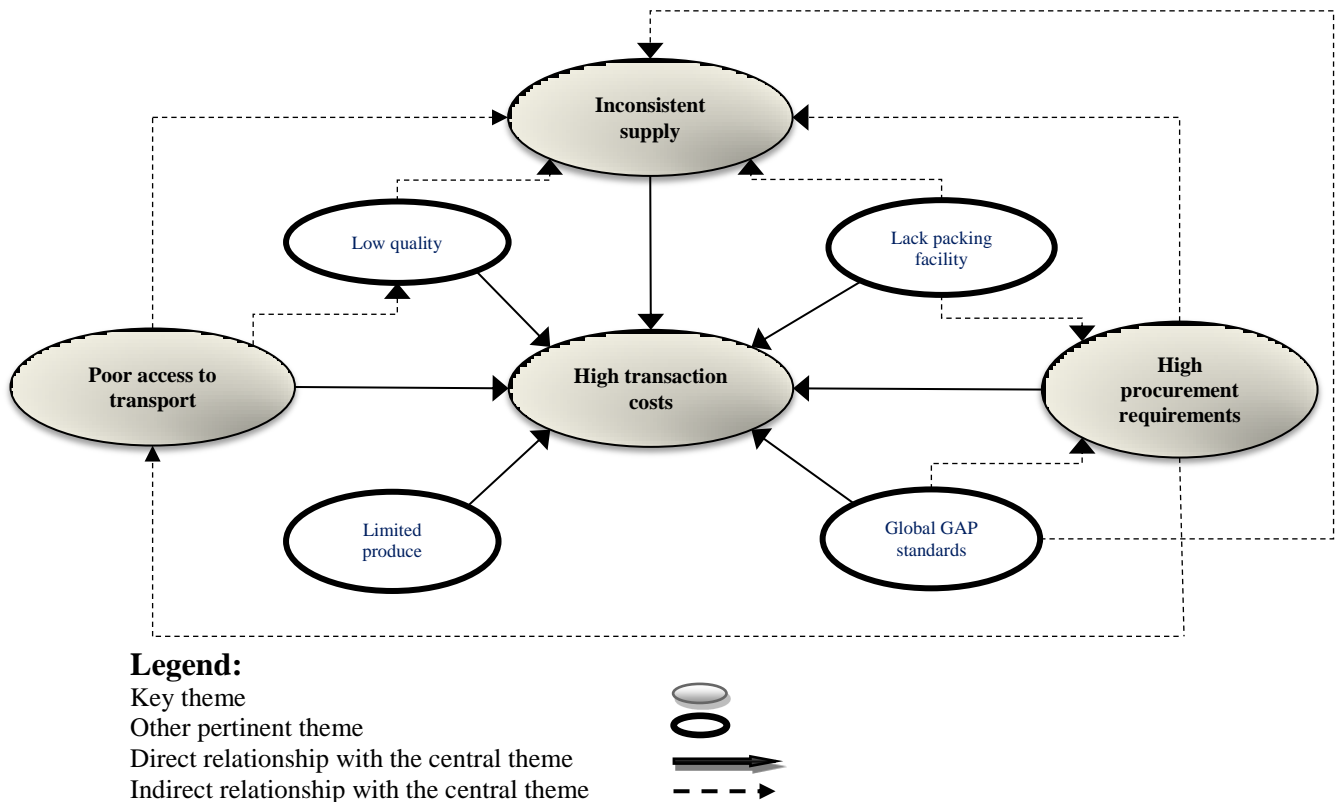 Inconsistent
supply
Low quality
Lack packing
facility
Poor access to
transport
High transaction
costs
High
procurement
requirements
Limited
produce
Global GAP
standards
Legend:
Key theme
Other pertinent theme
Direct relationship with the central theme
Indirect relationship with the central theme